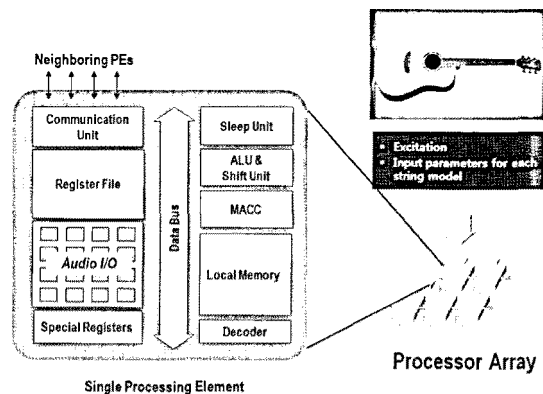 Neighboring PEs
Communication
Unit
Register File
Audio I/O
Special Registers
Data Bus
Sleep Unit
ALU &
Shift Unit
MACC
Local Memory
Decoder
Single Processing Element
Excitation
Input parameters for each
string model
Processor Array